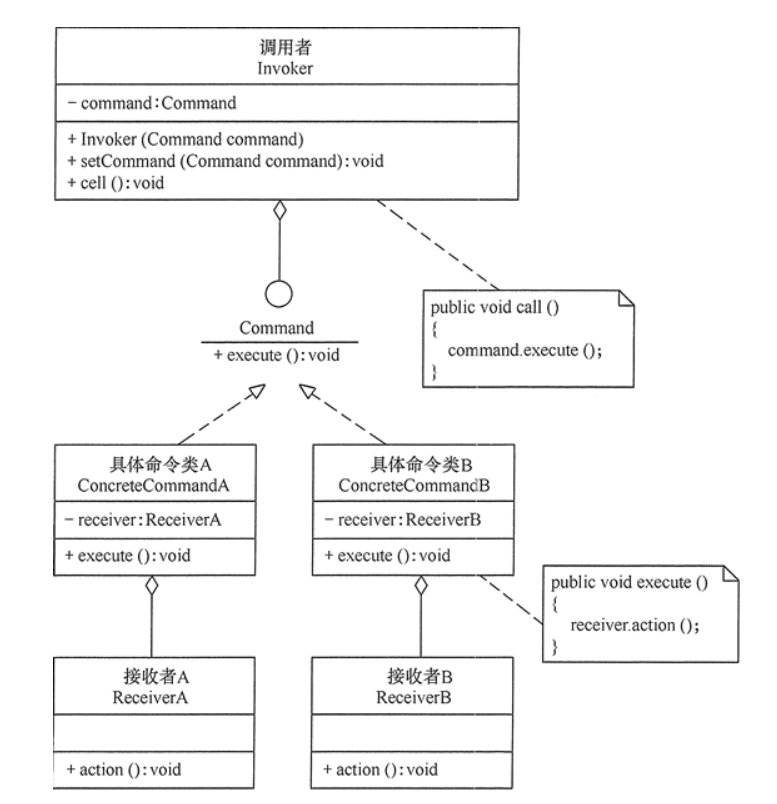 调用者
Invoker
− command:Command
+ Invoker (Command command)
+ setCommand (Command command):void
+ cell ():void
public void call ()
{
command.execute ();
}
Command
+ execute ():void
具体命令类A
ConcreteCommandA
− receiver:ReceiverA
+ execute ():void
具体命令类B
ConcreteCommandB
− receiver:ReceiverB
+ execute ():void
public void execute ()
{
receiver.action ();
}
接收者A
ReceiverA
+ action ():void
接收者B
ReceiverB
+ action ():void